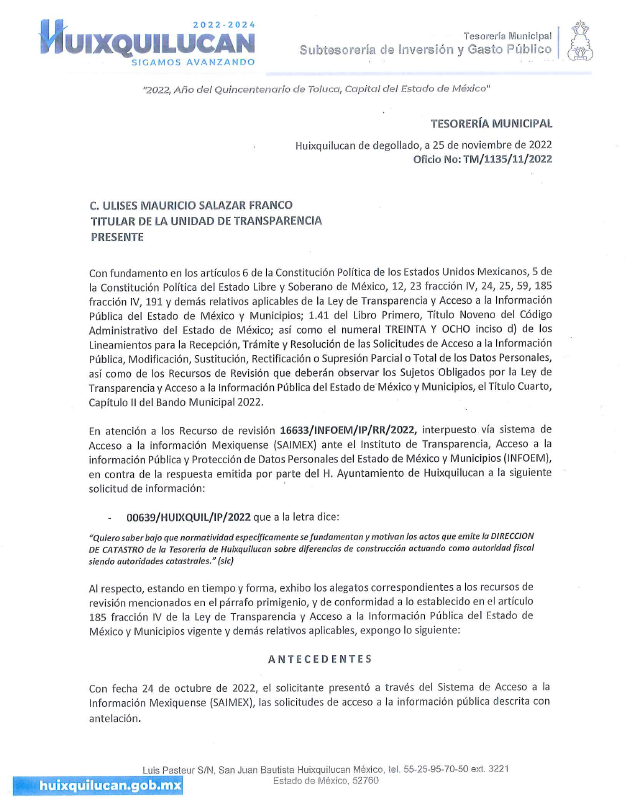 2022-2024
HUIXQUILUCAN
SIGAMOS AVANZANDO
Tesorería Municipal
Subtesorería de Inversión y Gasto Público
"2022, Año del Quincentenario de Toluca, Capital del Estado de México"
TESORERÍA MUNICIPAL
Huixquilucan de degollado, a 25 de noviembre de 2022
Oficio No: TM/1135/11/2022
C. ULISES MAURICIO SALAZAR FRANCO
TITULAR DE LA UNIDAD DE TRANSPARENCIA
PRESENTE
Con fundamento en los artículos 6 de la Constitución Política de los Estados Unidos Mexicanos, 5 de
la Constitución Política del Estado Libre y Soberano de México, 12, 23 fracción IV, 24, 25, 59, 185
fracción IV, 191 y demás relativos aplicables de la Ley de Transparencia y Acceso a la Información
Pública del Estado de México y Municipios; 1.41 del Libro Primero, Título Noveno del Código
Administrativo del Estado de México; así como el numeral TREINTA Y OCHO inciso d) de los
Lineamientos para la Recepción, Trámite y Resolución de las Solicitudes de Acceso a la Información
Pública, Modificación, Sustitución, Rectificación o Supresión Parcial o Total de los Datos Personales,
así como de los Recursos de Revisión que deberán observar los Sujetos Obligados por la Ley de
Transparencia y Acceso a la Información Pública del Estado de México y Municipios, el Título Cuarto,
Capítulo II del Bando Municipal 2022.
En atención a los Recurso de revisión 16633/INFOEM/IP/RR/2022, interpuesto vía sistema de
Acceso a la información Mexiquense (SAIMEX) ante el Instituto de Transparencia, Acceso a la
información Pública y Protección de Datos Personales del Estado de México y Municipios (INFOEM),
en contra de la respuesta emitida por parte del H. Ayuntamiento de Huixquilucan a la siguiente
solicitud de información:
- 00639/HUIXQUIL/IP/2022 que a la letra dice:
"Quiero saber bajo que normatividad específicamente se fundamentan y motivan los actos que emite la DIRECCION
DE CATASTRO de la Tesorería de Huixquilucan sobre diferencias de construcción actuando como autoridad fiscal
siendo autoridades catastrales." (sic)
Al respecto, estando en tiempo y forma, exhibo los alegatos correspondientes a los recursos de
revisión mencionados en el párrafo primigenio, y de conformidad a lo establecido en el artículo
185 fracción IV de la Ley de Transparencia y Acceso a la Información Pública del Estado de
México y Municipios vigente y demás relativos aplicables, expongo lo siguiente:
ANTECEDENTES
Con fecha 24 de octubre de 2022, el solicitante presentó a través del Sistema de Acceso a la
Información Mexiquense (SAIMEX), las solicitudes de acceso a la información pública descrita con
antelación.
Luis Pasteur S/N, San Juan Bautista Huixquilucan México, tel. 55-25-95-70-50 ext. 3221
Estado de México, 52760
huixquilucan.gob.mx